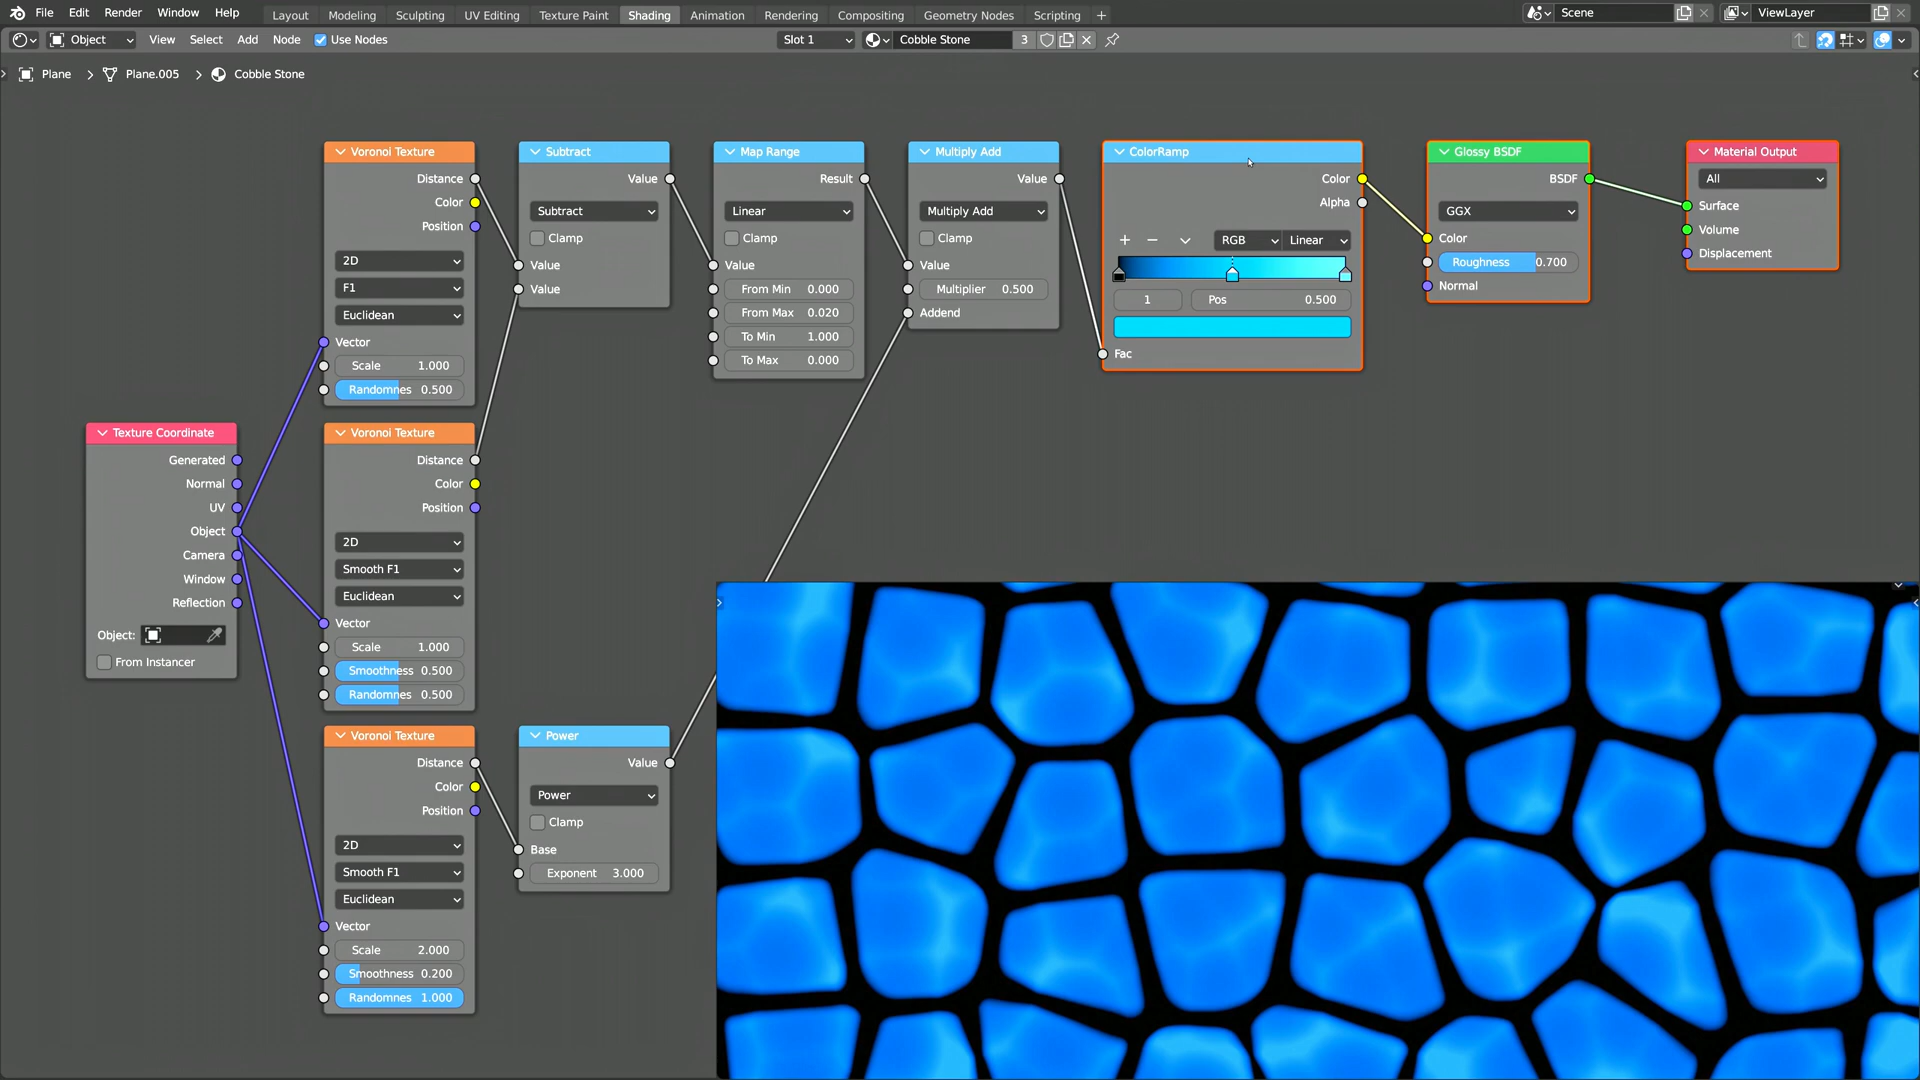 File Edit Render Window Help
Layout Modeling Sculpting UV Editing Texture Paint Shading Animation Rendering Compositing Geometry Nodes Scripting +
Scene
ViewLayer
Object View Select Add Node Use Nodes
Slot 1
Cobble Stone 3
Plane > Plane.005 > Cobble Stone
Texture Coordinate
Generated
Normal
UV
Object
Camera
Window
Reflection
Object:
From Instancer
Voronoi Texture
Distance
Color
Position
2D
F1
Euclidean
Vector
Scale 1.000
Randomnes 0.500
Voronoi Texture
Distance
Color
Position
2D
Smooth F1
Euclidean
Vector
Scale 1.000
Smoothness 0.500
Randomnes 0.500
Voronoi Texture
Distance
Color
Position
2D
Smooth F1
Euclidean
Vector
Scale 2.000
Smoothness 0.200
Randomnes 1.000
Subtract
Value
Subtract
Clamp
Value
Value
Power
Value
Power
Clamp
Base
Exponent 3.000
Map Range
Result
Linear
Clamp
Value
From Min 0.000
From Max 0.020
To Min 1.000
To Max 0.000
Multiply Add
Value
Multiply Add
Clamp
Value
Multiplier 0.500
Addend
ColorRamp
Color
Alpha
+ − RGB Linear
1 Pos 0.500
Fac
Glossy BSDF
BSDF
GGX
Color
Roughness 0.700
Normal
Material Output
All
Surface
Volume
Displacement